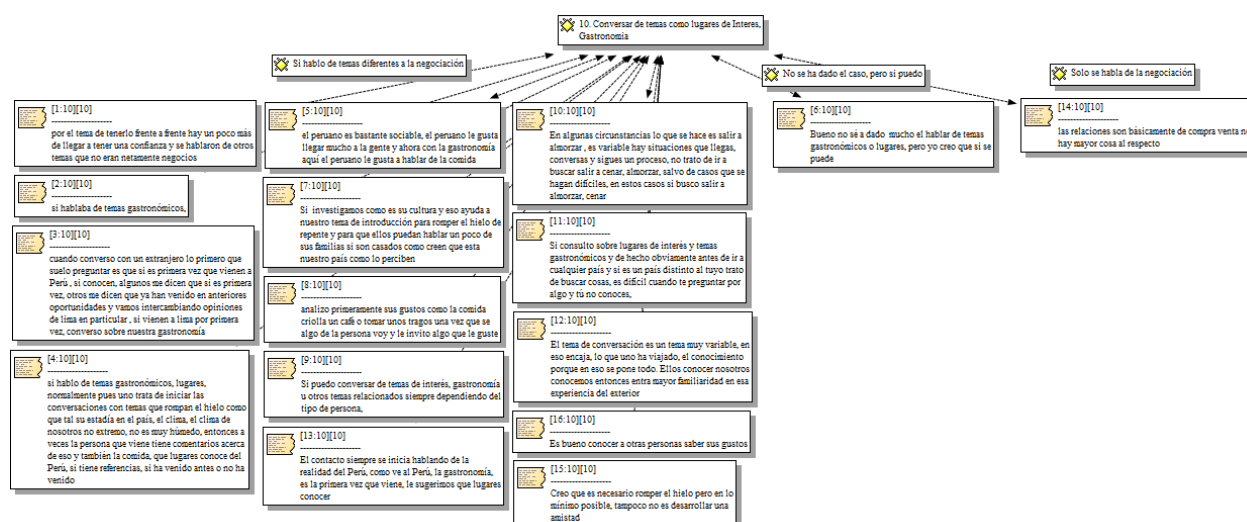 10. Conversar de temas como lugares de Interes,
Gastronomía
Si hablo de temas diferentes a la negociación
No se ha dado el caso, pero si puedo
Solo se habla de la negociación
[1:10][10]
--------------------
por el tema de tenerlo frente a frente hay un poco más
de llegar a tener una confianza y se hablaron de otros
temas que no eran netamente negocios
[2:10][10]
--------------------
si hablaba de temas gastronómicos,
[3:10][10]
--------------------
cuando converso con un extranjero lo primero que
suelo preguntar es que si es primera vez que vienen a
Perú , si conocen, algunos me dicen que si es primera
vez, otros me dicen que ya han venido en anteriores
oportunidades y vamos intercambiando opiniones
de lima en particular , si vienen a lima por primera
vez, converso sobre nuestra gastronomía
[4:10][10]
--------------------
si hablo de temas gastronómicos, lugares,
normalmente pues uno trata de iniciar las
conversaciones con temas que rompan el hielo como
que tal su estadía en el país, el clima, el clima de
nosotros no extremo, no es muy húmedo, entonces a
veces la persona que viene tiene comentarios acerca
de eso y también la comida, que lugares conoce del
Perú, si tiene referencias, si ha venido antes o no ha
venido
[5:10][10]
--------------------
el peruano es bastante sociable, el peruano le gusta
llegar mucho a la gente y ahora con la gastronomía
aquí el peruano le gusta a hablar de la comida
[7:10][10]
--------------------
Si investigamos como es su cultura y eso ayuda a
nuestro tema de introducción para romper el hielo de
repente y para que ellos puedan hablar un poco de
sus familias si son casados como creen que esta
nuestro país como lo perciben
[8:10][10]
--------------------
analizo primeramente sus gustos como la comida
criolla un café o tomar unos tragos una vez que se
algo de la persona voy y le invito algo que le guste
[9:10][10]
--------------------
Si puedo conversar de temas de interés, gastronomía
u otros temas relacionados siempre dependiendo del
tipo de persona,
[13:10][10]
--------------------
El contacto siempre se inicia hablando de la
realidad del Perú, como ve al Perú, la gastronomía,
es la primera vez que viene, le sugerimos que lugares
conocer
[10:10][10]
--------------------
En algunas circunstancias lo que se hace es salir a
almorzar , es variable hay situaciones que llegas,
conversas y sigues un proceso, no trato de ir a
buscar salir a cenar, almorzar, salvo de casos que se
hagan difíciles, en estos casos si busco salir a
almorzar, cenar
[11:10][10]
--------------------
Si consulto sobre lugares de interés y temas
gastronómicos y de hecho obviamente antes de ir a
cualquier país y si es un país distinto al tuyo trato
de buscar cosas, es difícil cuando te preguntar por
algo y tú no conoces,
[12:10][10]
--------------------
El tema de conversación es un tema muy variable, en
eso encaja, lo que uno ha viajado, el conocimiento
porque en eso se pone todo. Ellos conocer nosotros
conocemos entonces entra mayor familiaridad en esa
experiencia del exterior
[16:10][10]
--------------------
Es bueno conocer a otras personas saber sus gustos
[15:10][10]
--------------------
Creo que es necesario romper el hielo pero en lo
mínimo posible, tampoco no es desarrollar una
amistad
[6:10][10]
--------------------
Bueno no sé a dado mucho el hablar de temas
gastronómicos o lugares, pero yo creo que si se
puede
[14:10][10]
--------------------
las relaciones son básicamente de compra venta no
hay mayor cosa al respecto